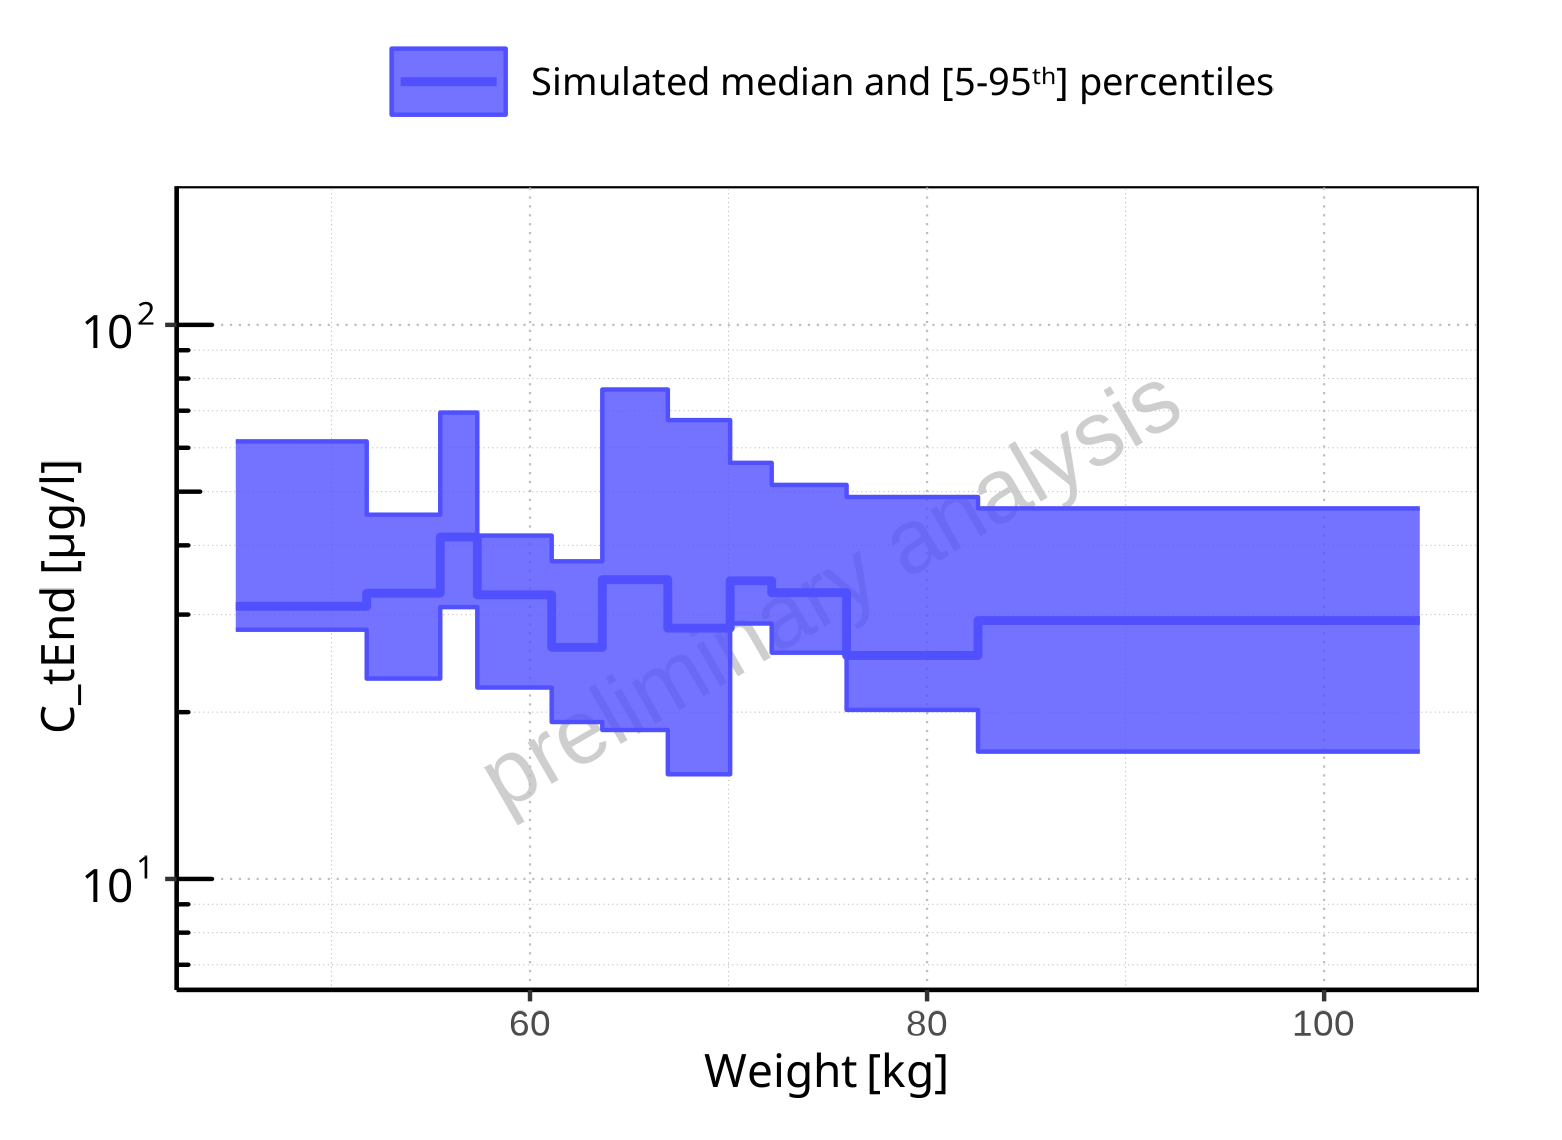 Simulated median and [5-95ᵗʰ] percentiles
10²
10¹
C_tEnd [µg/l]
preliminary analysis
60 80 100
Weight [kg]